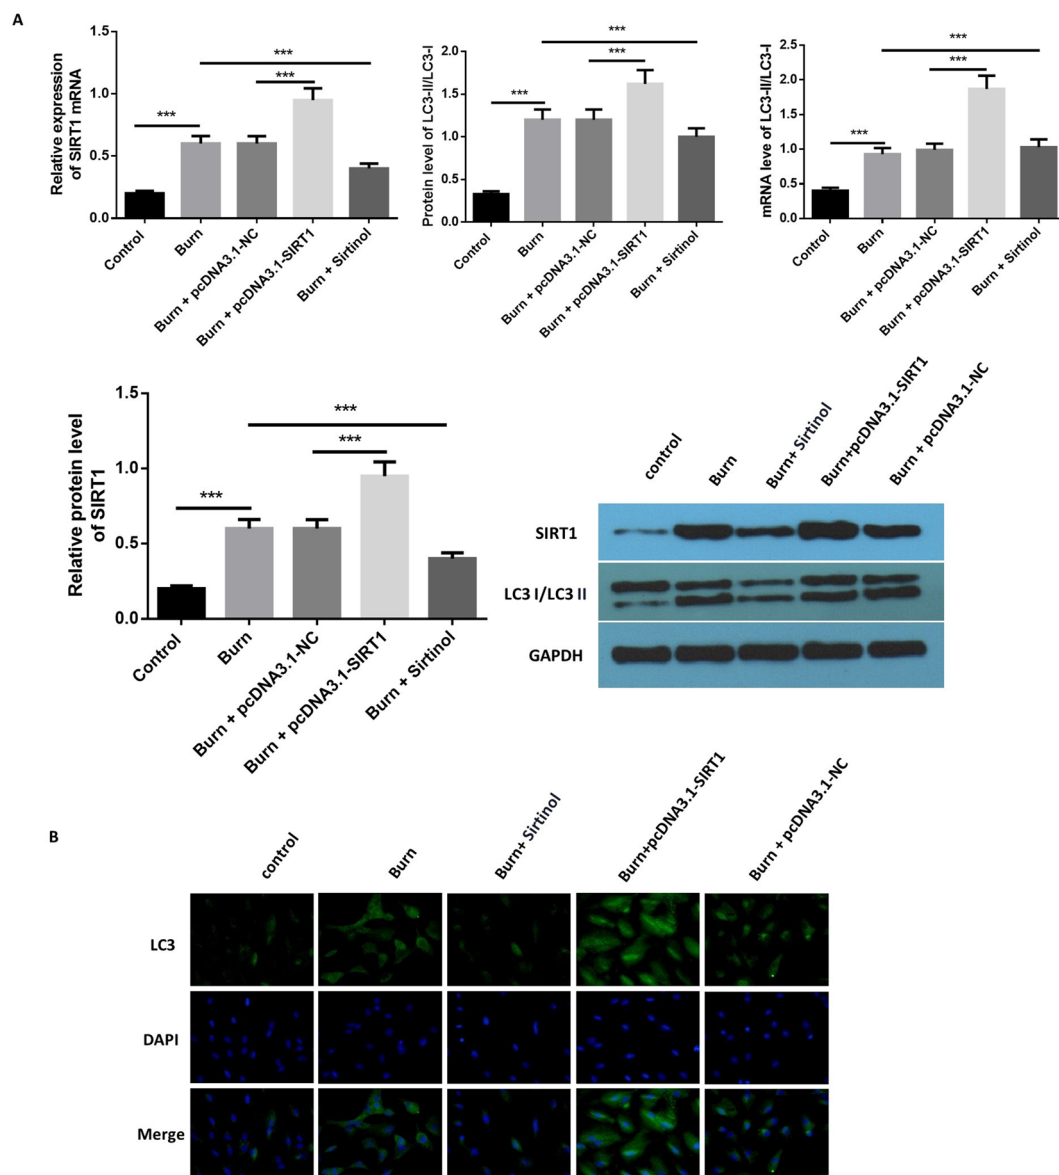 A
Relative expression
of SIRT1 mRNA
1.5
1.0
0.5
0.0
***
***
***
Control
Burn
Burn + pcDNA3.1-NC
Burn + pcDNA3.1-SIRT1
Burn + Sirtinol
Protein level of LC3-II/LC3-I
2.0
1.5
1.0
0.5
0.0
***
***
***
Control
Burn
Burn + pcDNA3.1-NC
Burn + pcDNA3.1-SIRT1
Burn + Sirtinol
mRNA level of LC3-II/LC3-I
2.5
2.0
1.5
1.0
0.5
0.0
***
***
***
Control
Burn
Burn + pcDNA3.1-NC
Burn + pcDNA3.1-SIRT1
Burn + Sirtinol
Relative protein level
of SIRT1
1.5
1.0
0.5
0.0
***
***
***
Control
Burn
Burn + pcDNA3.1-NC
Burn + pcDNA3.1-SIRT1
Burn + Sirtinol
control
Burn
Burn+ Sirtinol
Burn+pcDNA3.1-SIRT1
Burn + pcDNA3.1-NC
SIRT1
LC3 I/LC3 II
GAPDH
B
control
Burn
Burn+ Sirtinol
Burn+pcDNA3.1-SIRT1
Burn + pcDNA3.1-NC
LC3
DAPI
Merge